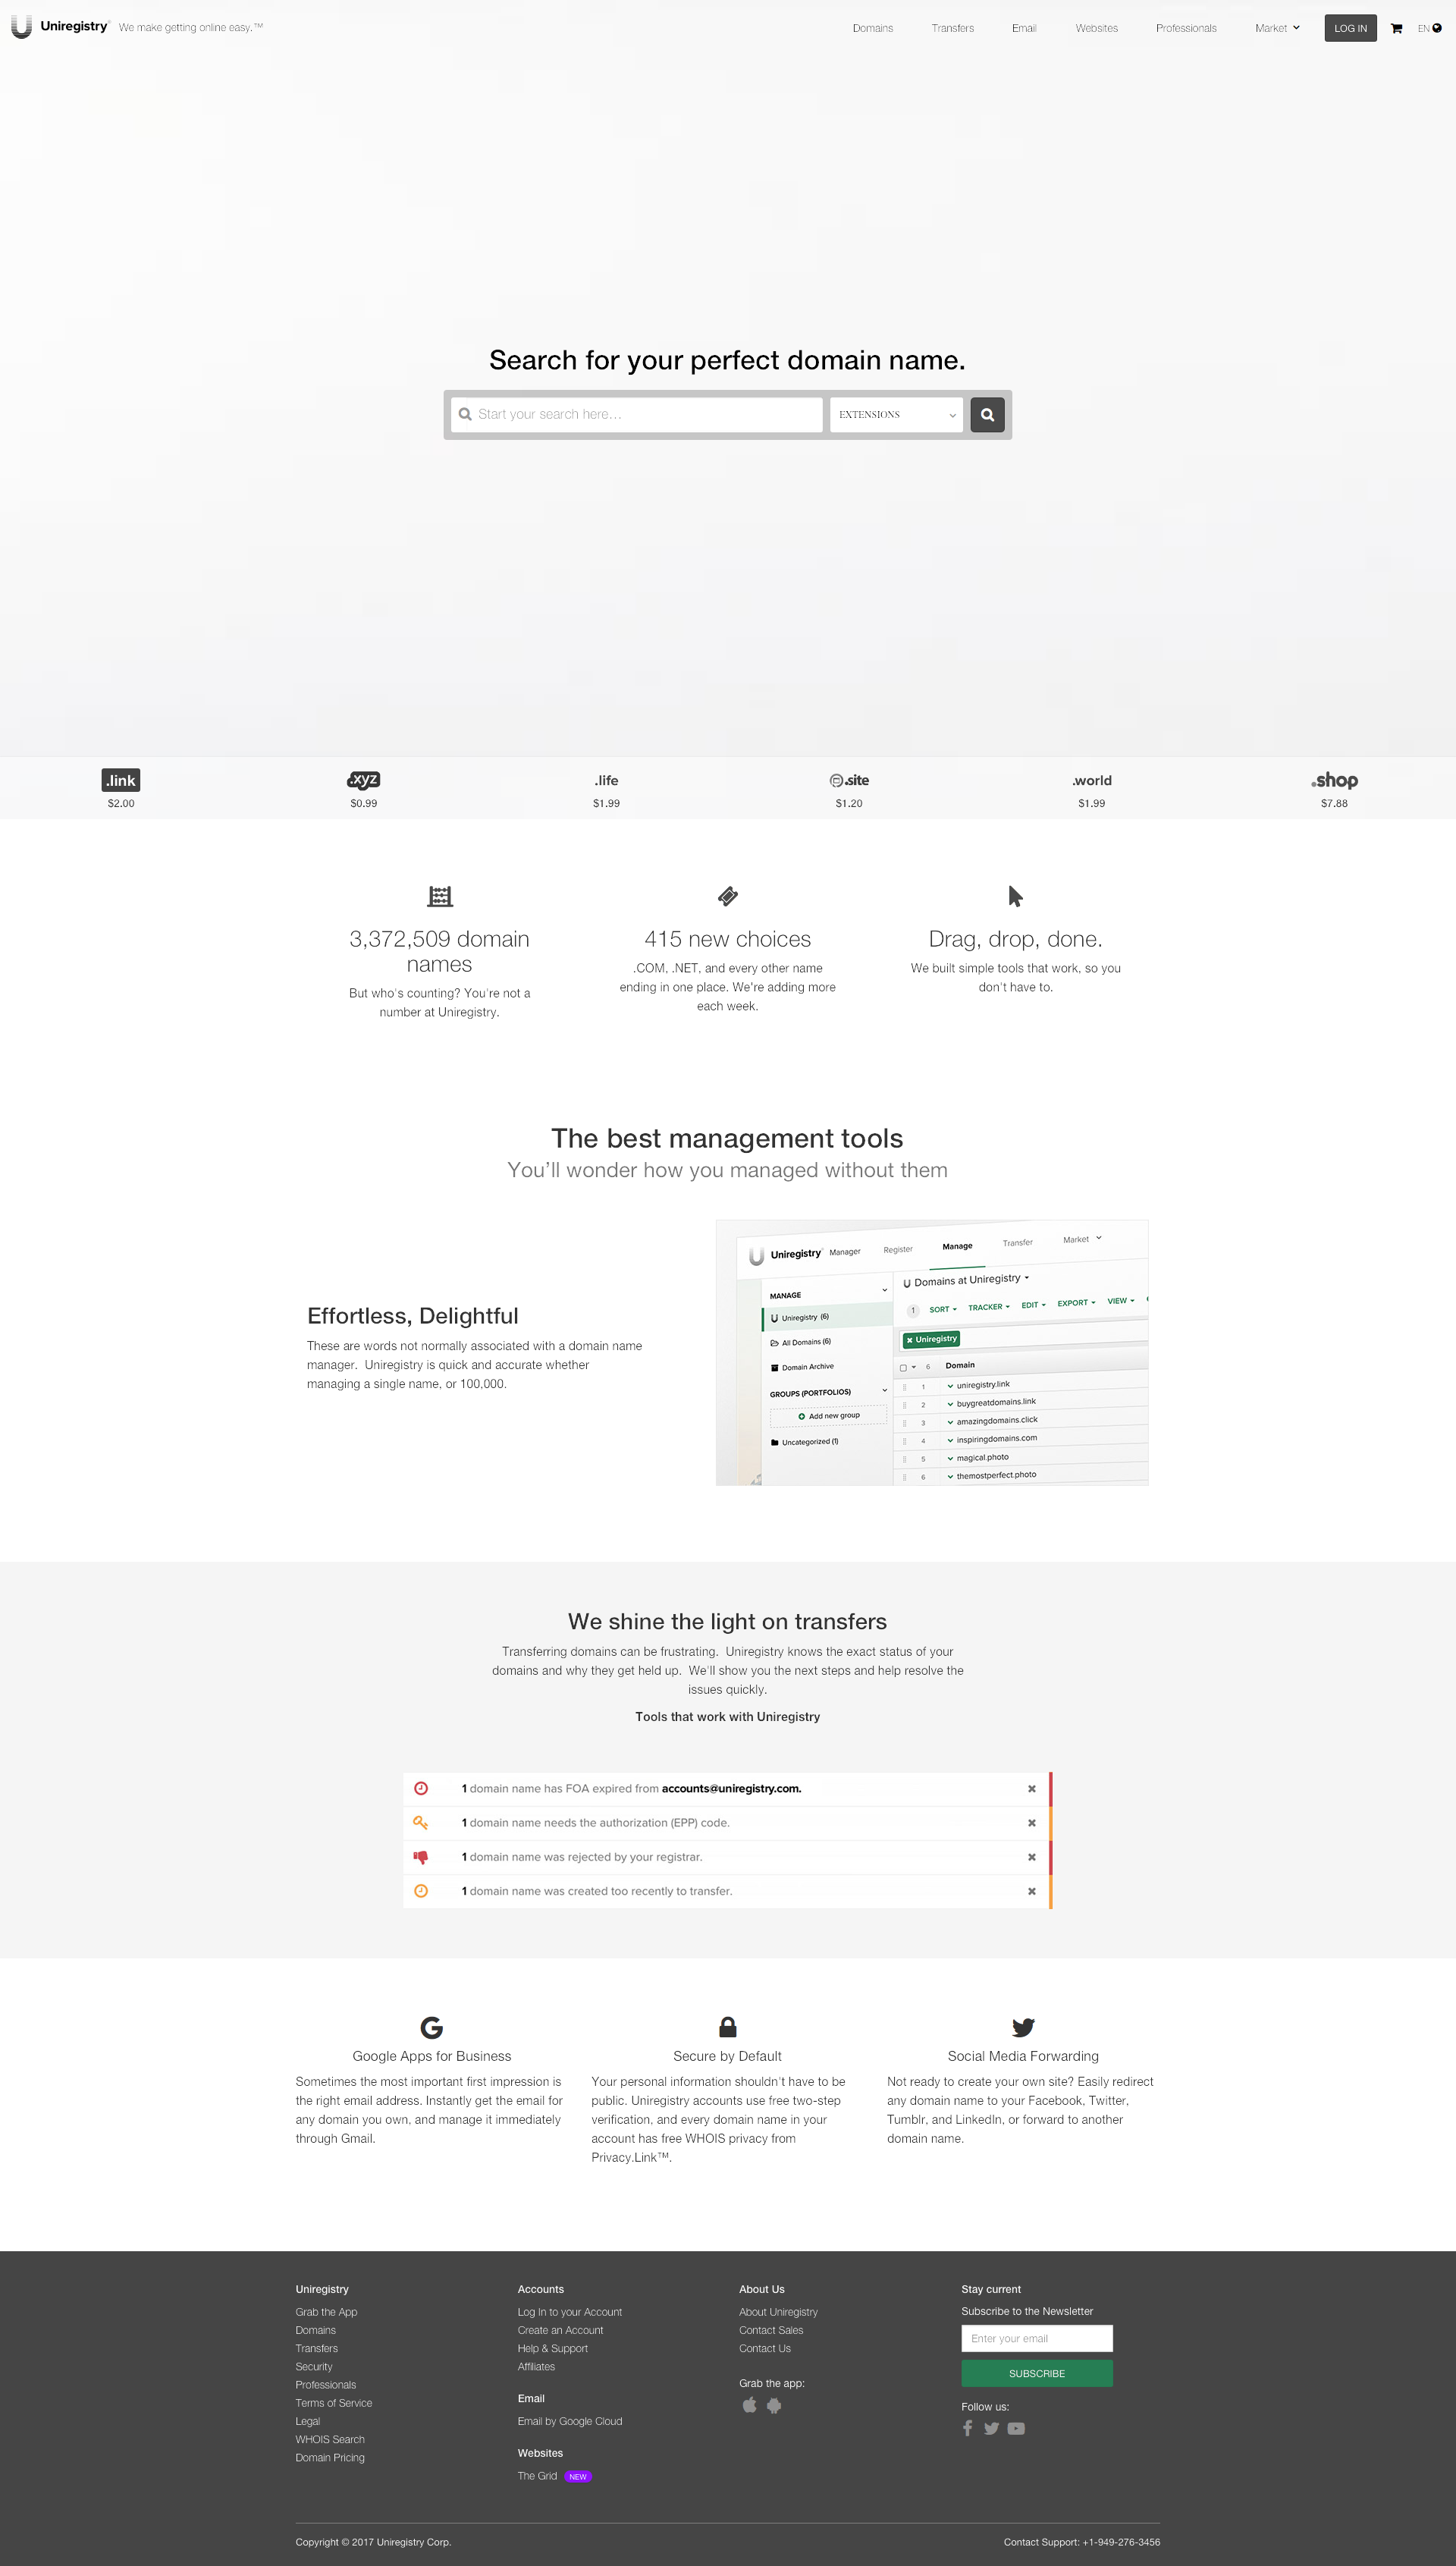 Uniregistry We make getting online easy.™
Domains Transfers Email Websites Professionals Market LOG IN EN
Search for your perfect domain name.
Start your search here... EXTENSIONS
.link .xyz .life .site .world .shop
$2.00 $0.99 $1.99 $1.20 $1.99 $7.88
3,372,509 domain
names
But who's counting? You're not a
number at Uniregistry.
415 new choices
.COM, .NET, and every other name
ending in one place. We're adding more
each week.
Drag, drop, done.
We built simple tools that work, so you
don't have to.
The best management tools
You'll wonder how you managed without them
Effortless, Delightful
These are words not normally associated with a domain name
manager. Uniregistry is quick and accurate whether
managing a single name, or 100,000.
Uniregistry Manager Register Manage Transfer Market
MANAGE
Uniregistry (6)
All Domains (6)
Domain Archive
GROUPS (PORTFOLIOS)
Add new group
Uncategorized (1)
Domains at Uniregistry
1 SORT TRACKER EDIT EXPORT VIEW
Uniregistry
6 Domain
1 uniregistry.link
2 buygreatdomains.link
3 amazingdomains.click
4 inspiringdomains.com
5 magical.photo
6 themostperfect.photo
We shine the light on transfers
Transferring domains can be frustrating. Uniregistry knows the exact status of your
domains and why they get held up. We'll show you the next steps and help resolve the
issues quickly.
Tools that work with Uniregistry
1 domain name has FOA expired from accounts@uniregistry.com.
1 domain name needs the authorization (EPP) code.
1 domain name was rejected by your registrar.
1 domain name was created too recently to transfer.
Google Apps for Business
Sometimes the most important first impression is
the right email address. Instantly get the email for
any domain you own, and manage it immediately
through Gmail.
Secure by Default
Your personal information shouldn't have to be
public. Uniregistry accounts use free two-step
verification, and every domain name in your
account has free WHOIS privacy from
Privacy.Link™.
Social Media Forwarding
Not ready to create your own site? Easily redirect
any domain name to your Facebook, Twitter,
Tumblr, and LinkedIn, or forward to another
domain name.
Uniregistry
Grab the App
Domains
Transfers
Security
Professionals
Terms of Service
Legal
WHOIS Search
Domain Pricing
Accounts
Log In to your Account
Create an Account
Help & Support
Affiliates
Email
Email by Google Cloud
Websites
The Grid NEW
About Us
About Uniregistry
Contact Sales
Contact Us
Grab the app:
Stay current
Subscribe to the Newsletter
Enter your email
SUBSCRIBE
Follow us:
Copyright © 2017 Uniregistry Corp.
Contact Support: +1-949-276-3456